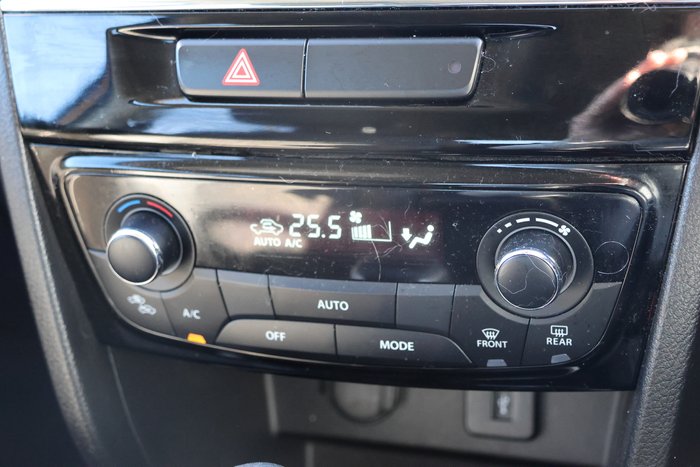 25.5
AUTO A/C
A/C
AUTO
OFF
MODE
FRONT
REAR